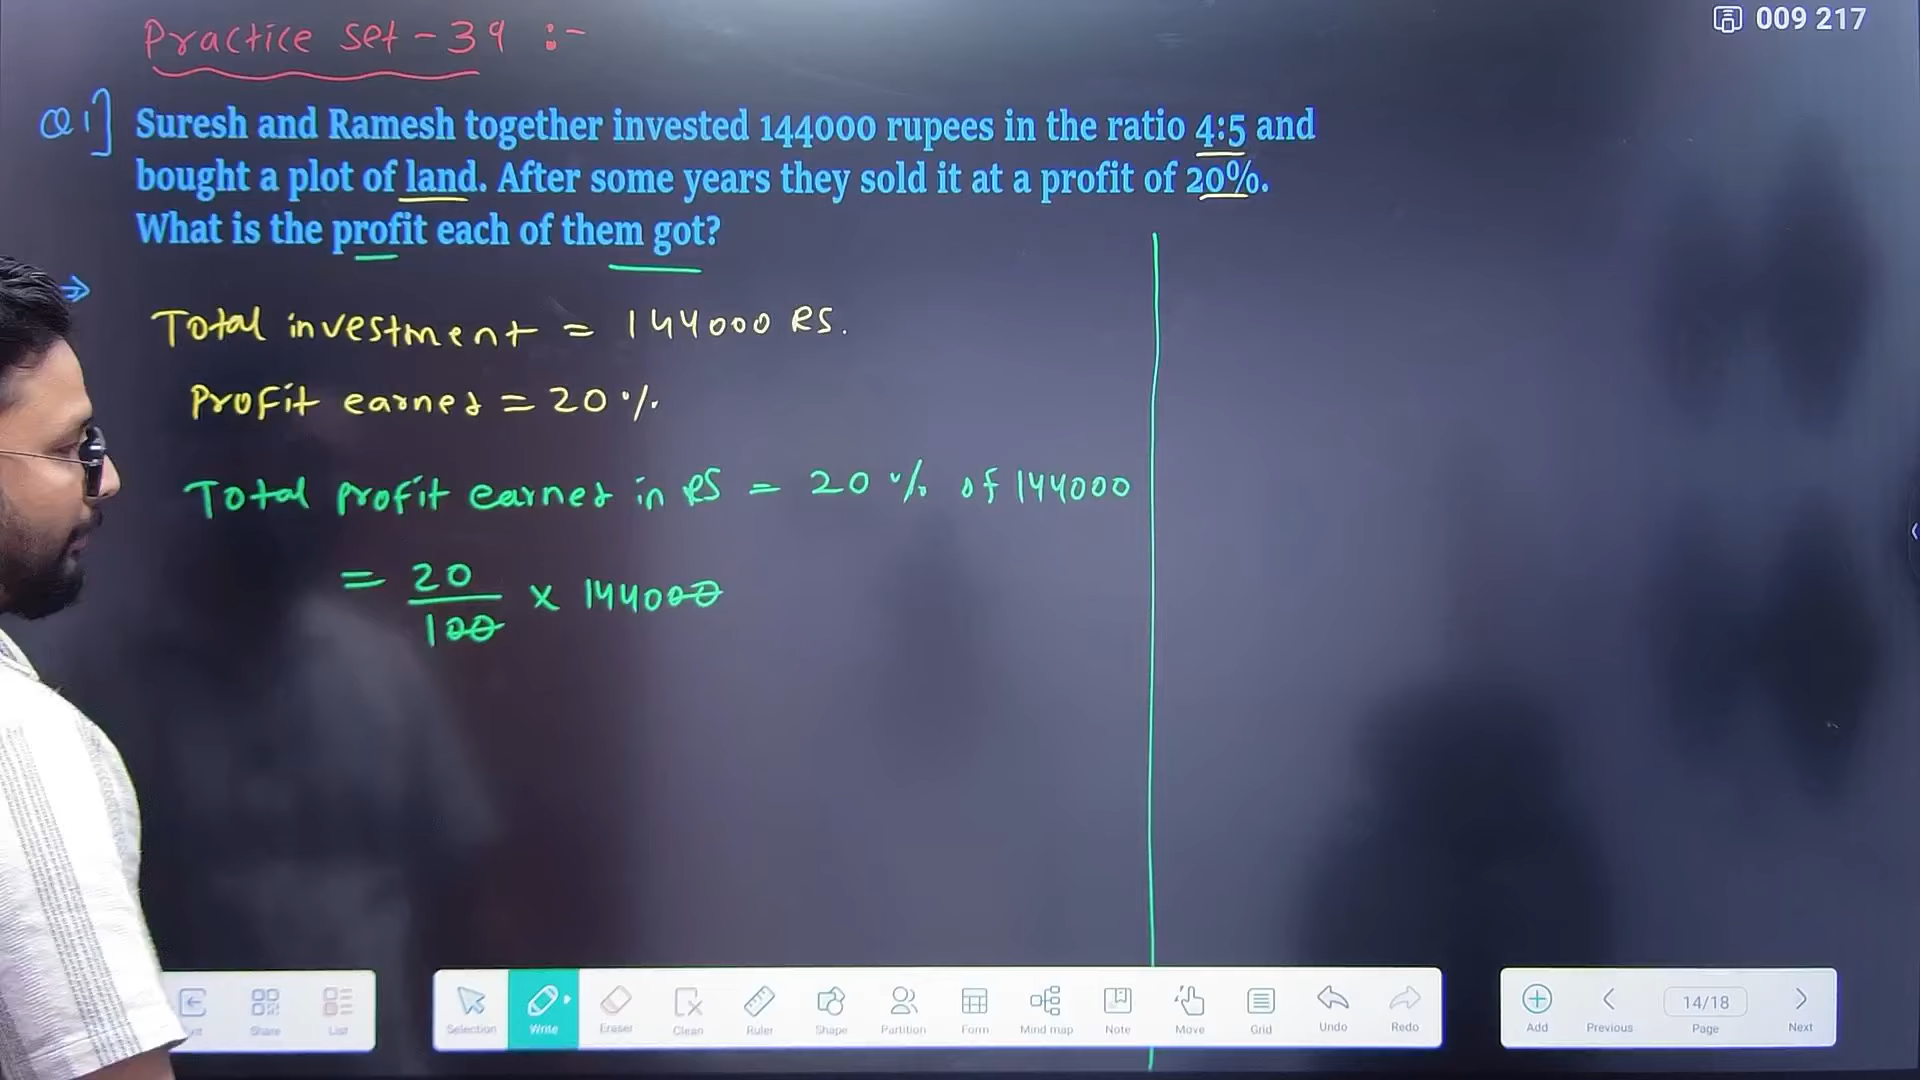 009 217
Practice set - 39 :-
Q1] Suresh and Ramesh together invested 144000 rupees in the ratio 4:5 and
bought a plot of land. After some years they sold it at a profit of 20%.
What is the profit each of them got?
⇒
Total investment = 144000 RS.
Profit earned = 20%
Total profit earned in RS = 20% of 144000
= 20/100 × 144000
Share List
Selection Write Eraser Clean Ruler Shape Partition Form Mind map Note Move Grid Undo Redo
14/18
Add Previous Page Next